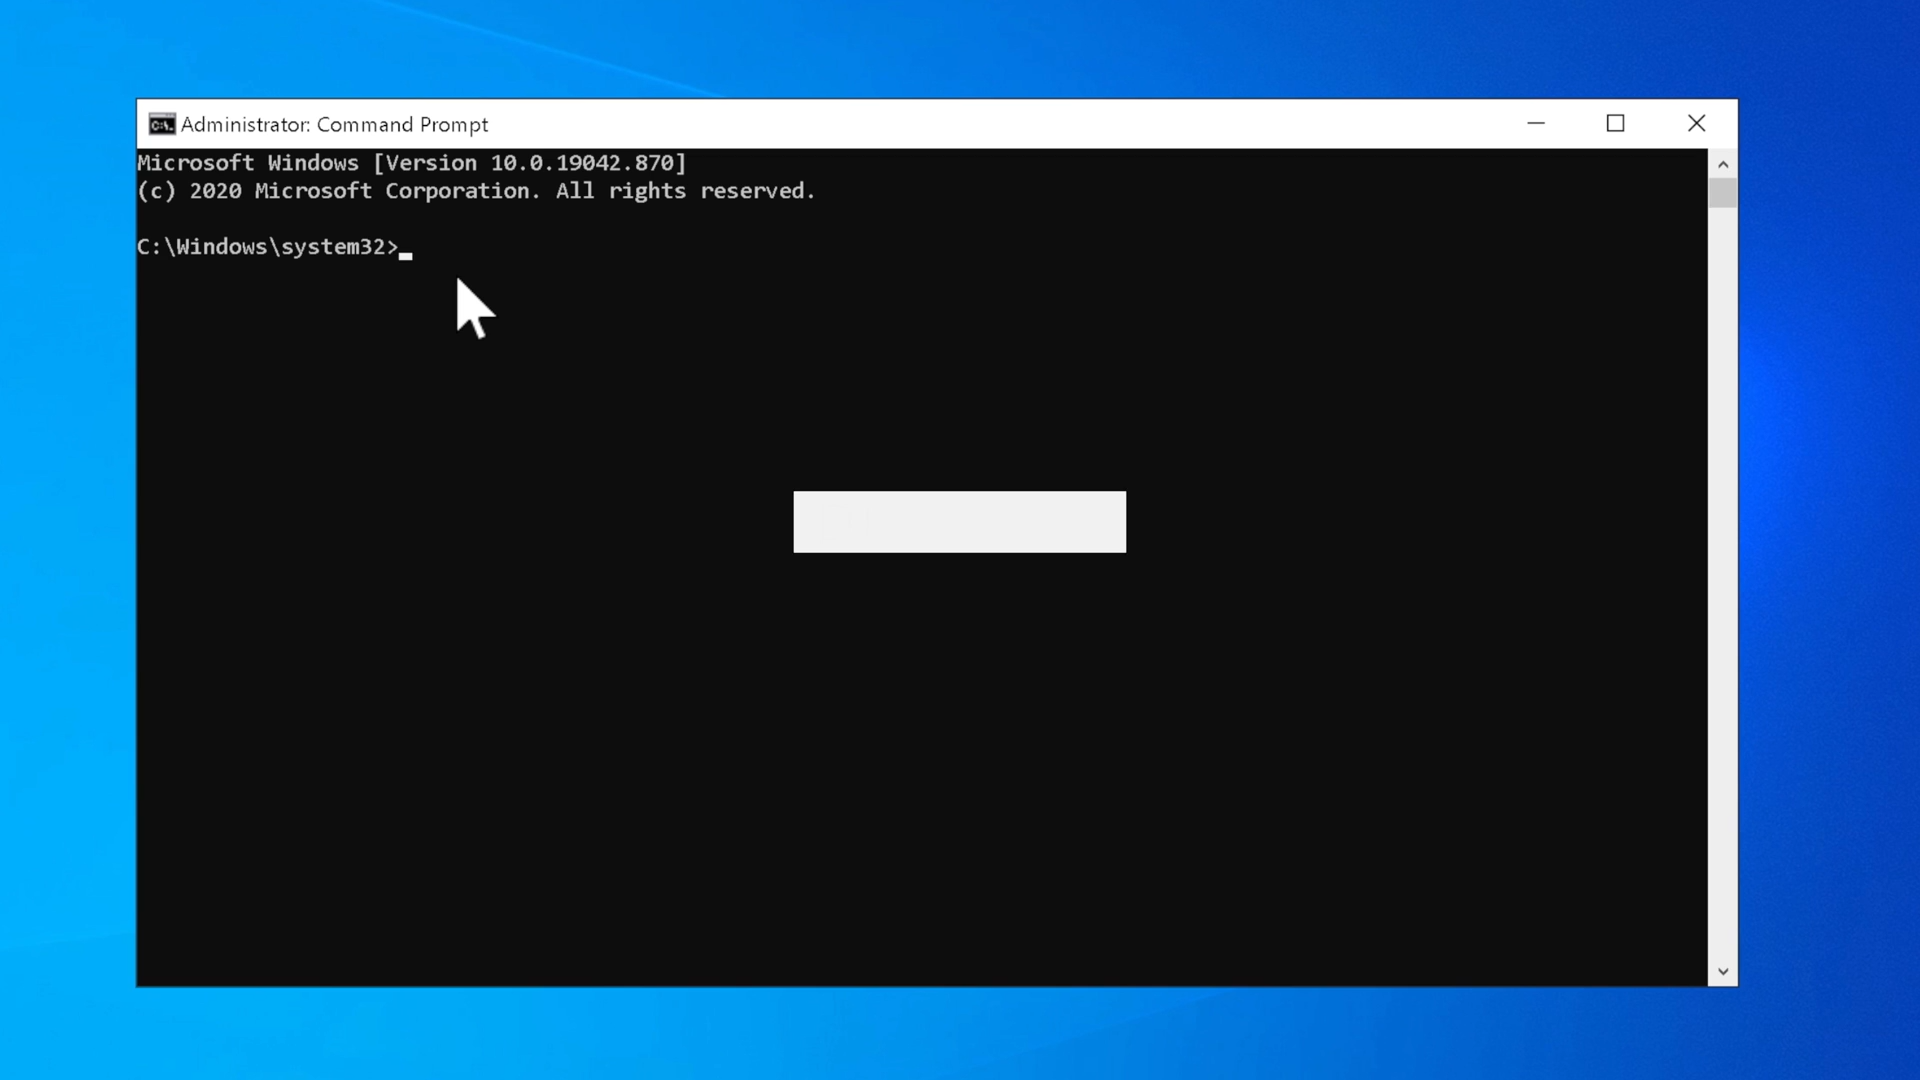 Administrator: Command Prompt
Microsoft Windows [Version 10.0.19042.870]
(c) 2020 Microsoft Corporation. All rights reserved.
C:\Windows\system32>